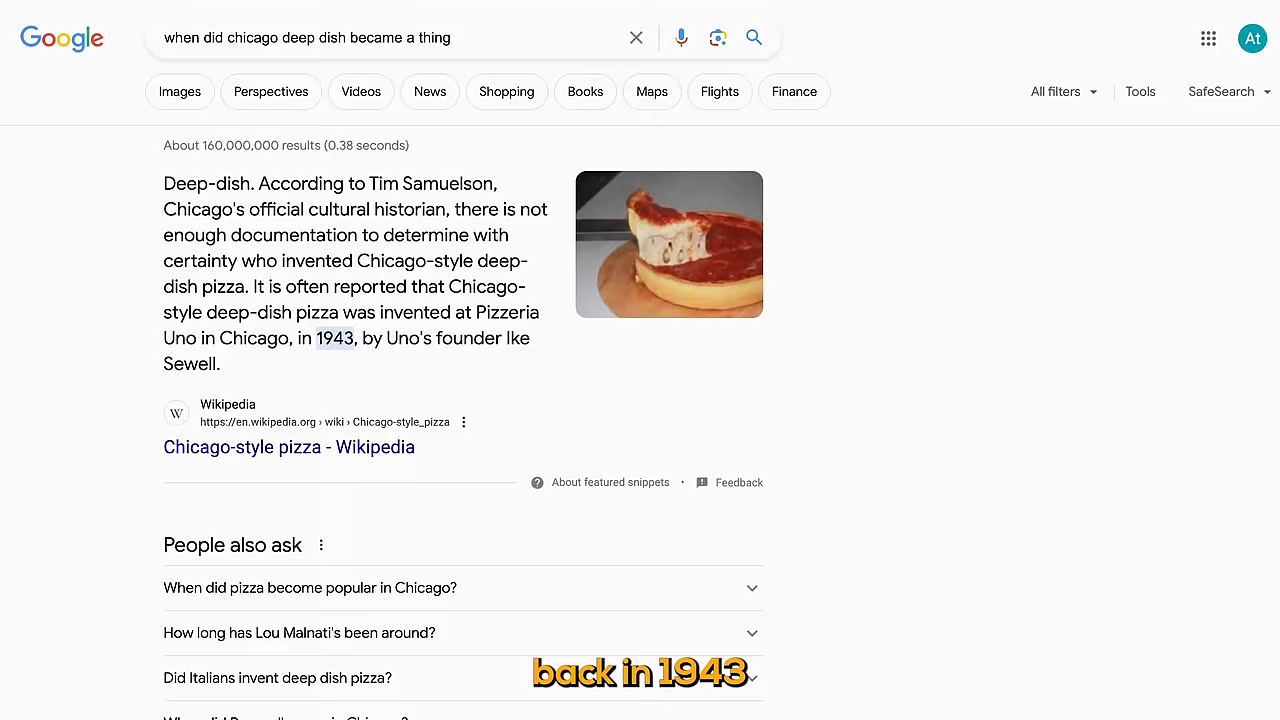 Google
when did chicago deep dish became a thing
At
Images
Perspectives
Videos
News
Shopping
Books
Maps
Flights
Finance
All filters
Tools
SafeSearch
About 160,000,000 results (0.38 seconds)
Deep-dish. According to Tim Samuelson,
Chicago's official cultural historian, there is not
enough documentation to determine with
certainty who invented Chicago-style deep-
dish pizza. It is often reported that Chicago-
style deep-dish pizza was invented at Pizzeria
Uno in Chicago, in 1943, by Uno's founder Ike
Sewell.
W
Wikipedia
https://en.wikipedia.org › wiki › Chicago-style_pizza
Chicago-style pizza - Wikipedia
About featured snippets
Feedback
People also ask
When did pizza become popular in Chicago?
How long has Lou Malnati's been around?
Did Italians invent deep dish pizza?
back in 1943